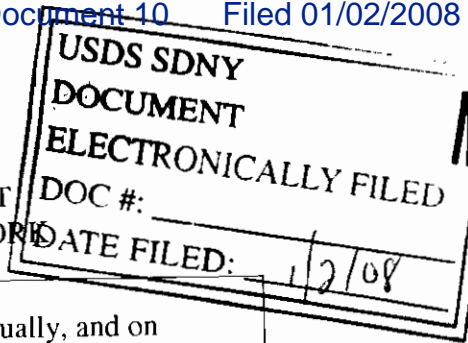 Document 10 Filed 01/02/2008
USDS SDNY
DOCUMENT
ELECTRONICALLY FILED
DOC #:
DATE FILED: 1/2/08
ually, and on